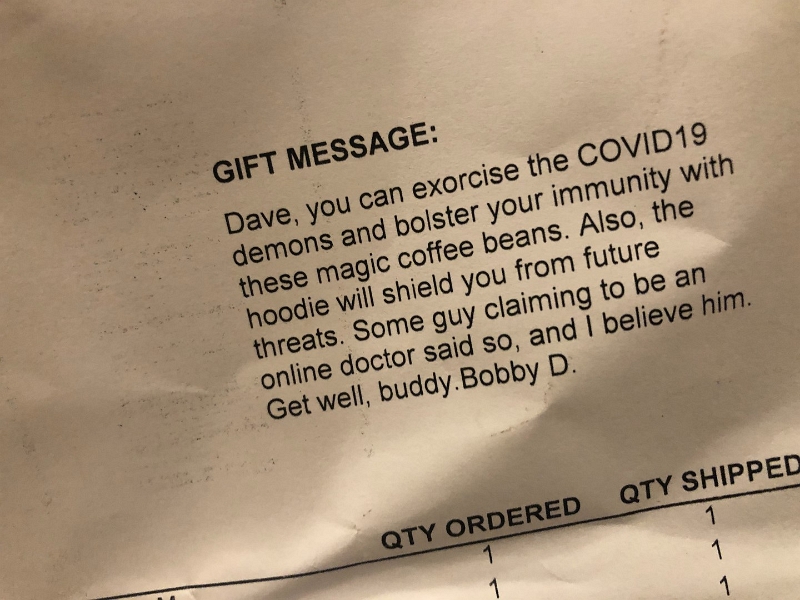 GIFT MESSAGE:
Dave, you can exorcise the COVID19
demons and bolster your immunity with
these magic coffee beans. Also, the
hoodie will shield you from future
threats. Some guy claiming to be an
online doctor said so, and I believe him.
Get well, buddy.Bobby D.
QTY ORDERED QTY SHIPPED
1 1
1 1
1 1